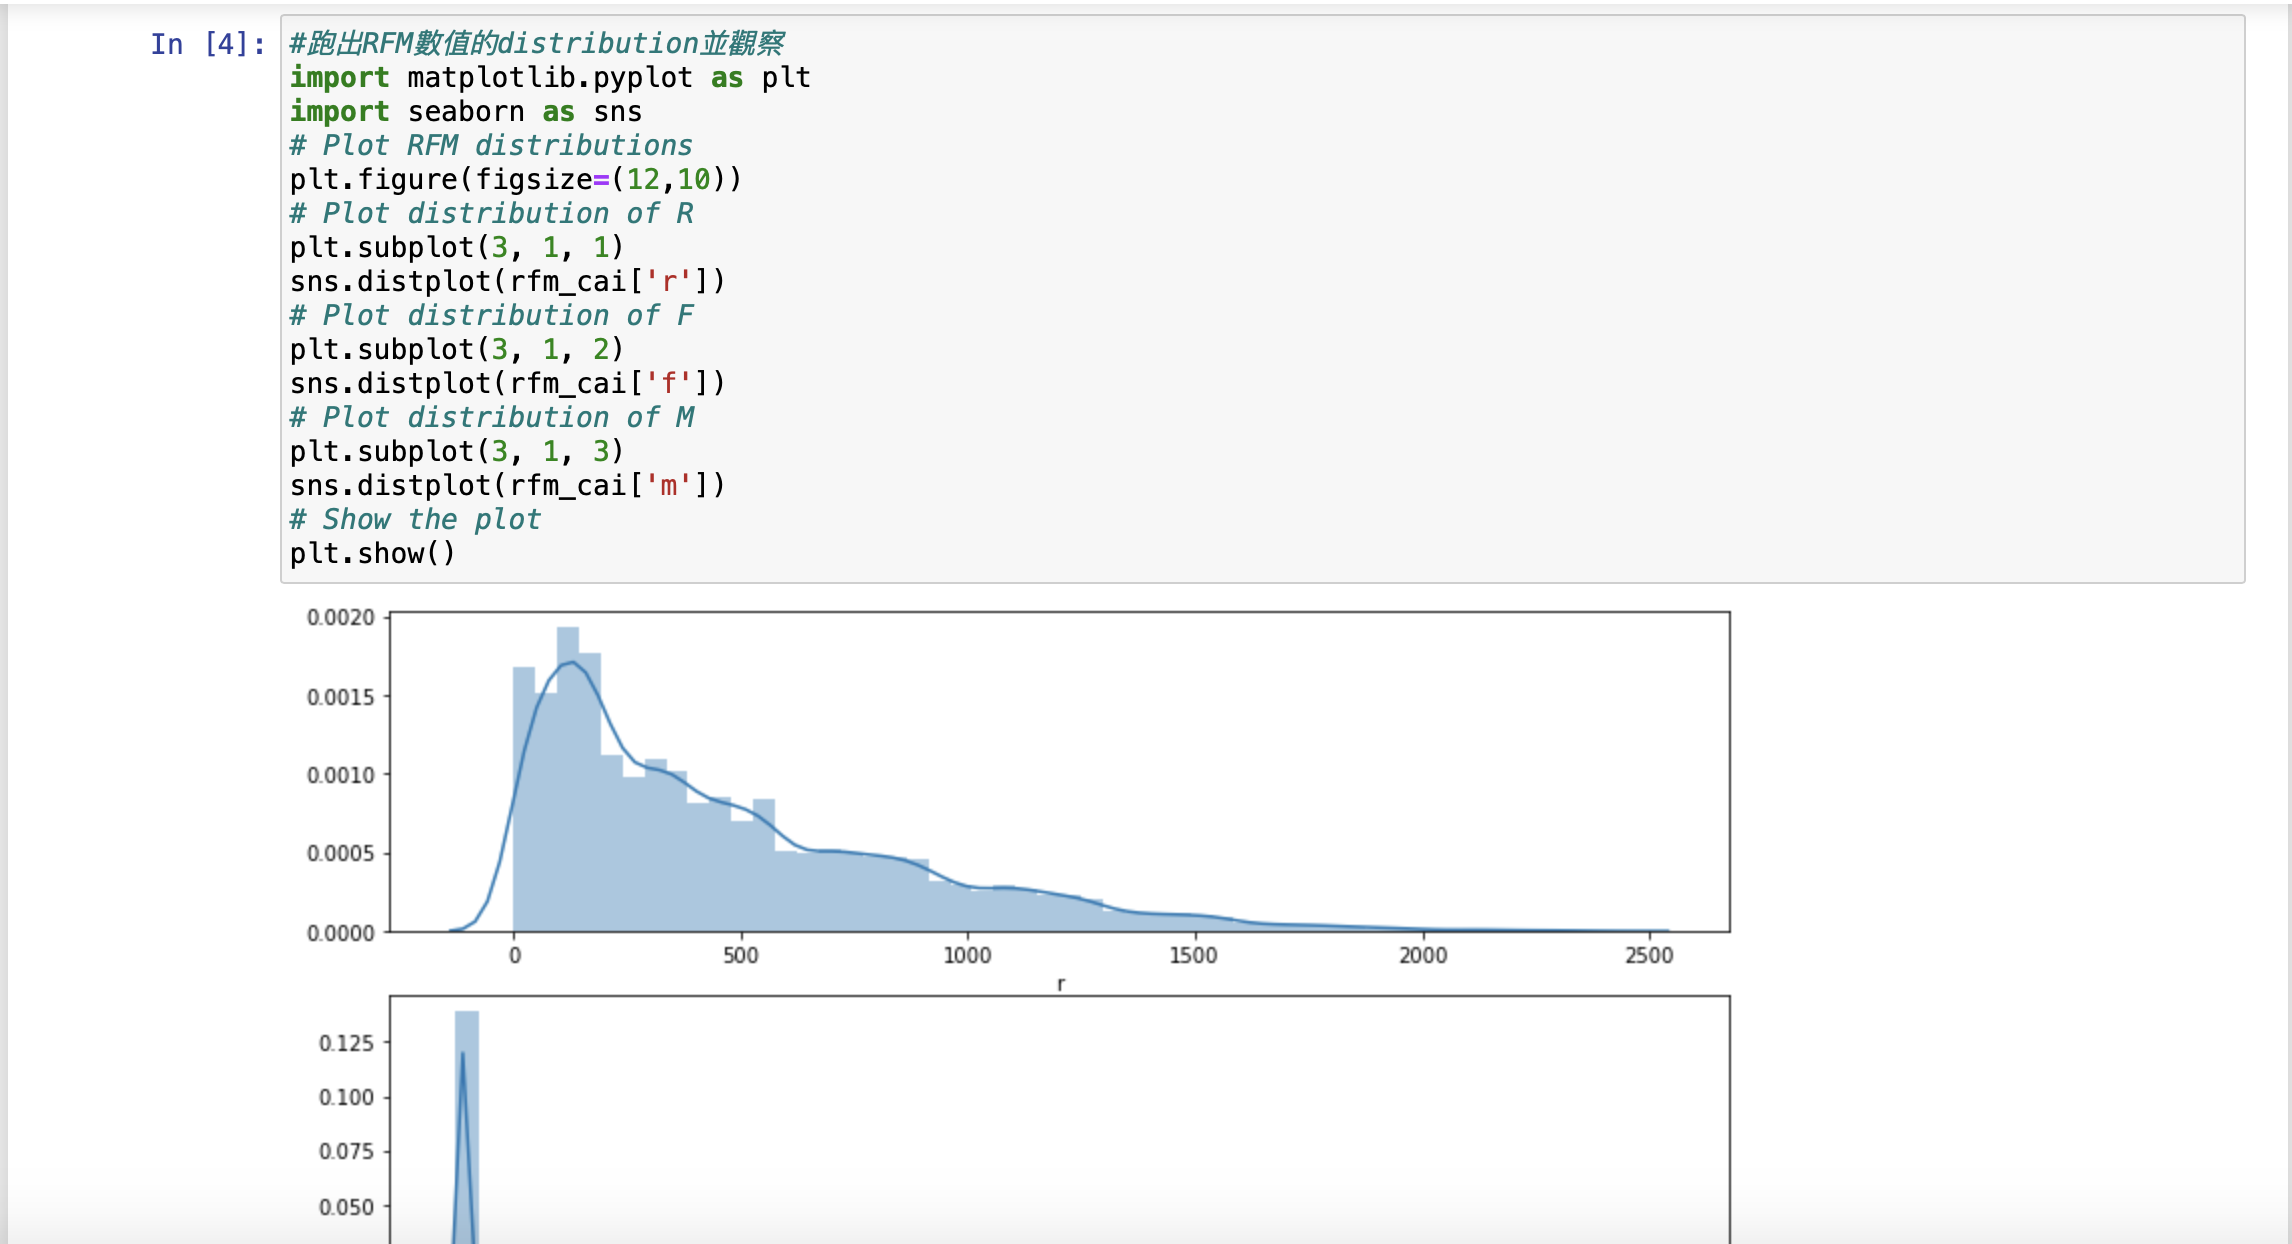 In [4]:
#跑出RFM數值的distribution並觀察
import matplotlib.pyplot as plt
import seaborn as sns
# Plot RFM distributions
plt.figure(figsize=(12,10))
# Plot distribution of R
plt.subplot(3, 1, 1)
sns.distplot(rfm_cai['r'])
# Plot distribution of F
plt.subplot(3, 1, 2)
sns.distplot(rfm_cai['f'])
# Plot distribution of M
plt.subplot(3, 1, 3)
sns.distplot(rfm_cai['m'])
# Show the plot
plt.show()
0.0020
0.0015
0.0010
0.0005
0.0000
0 500 1000 1500 2000 2500
r
0.125
0.100
0.075
0.050